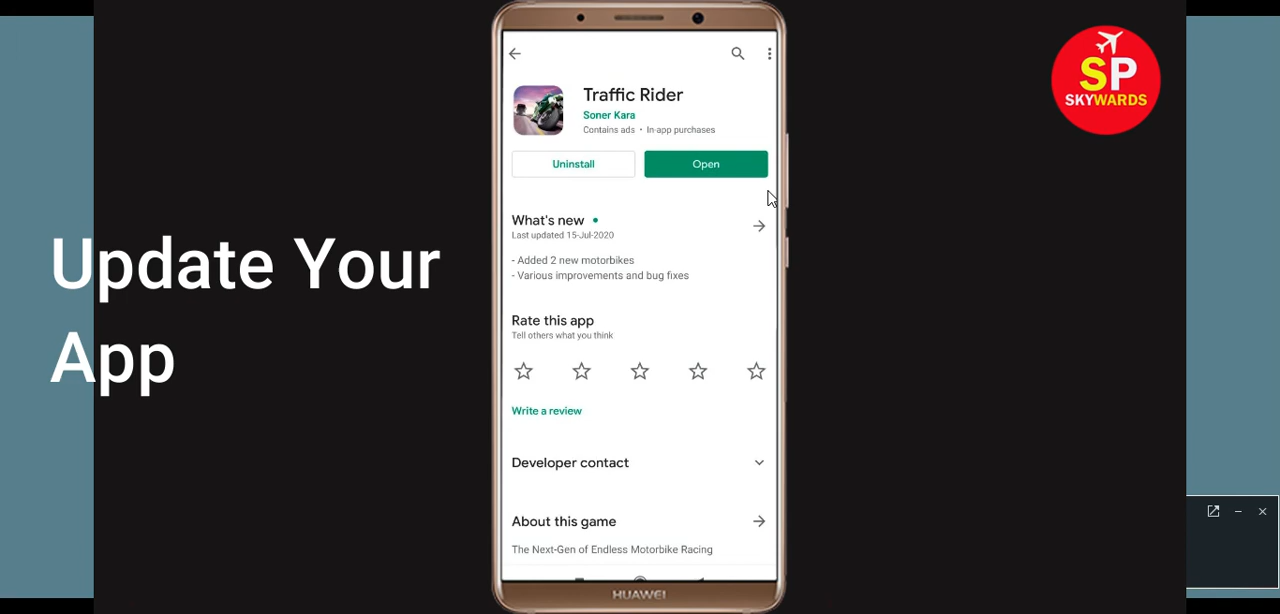 Update Your
App
Traffic Rider
Soner Kara
Contains ads • In-app purchases
Uninstall
Open
What's new •
Last updated 15-Jul-2020
- Added 2 new motorbikes
- Various improvements and bug fixes
Rate this app
Tell others what you think
Write a review
Developer contact
About this game
The Next-Gen of Endless Motorbike Racing
HUAWEI
SP
SKYWARDS